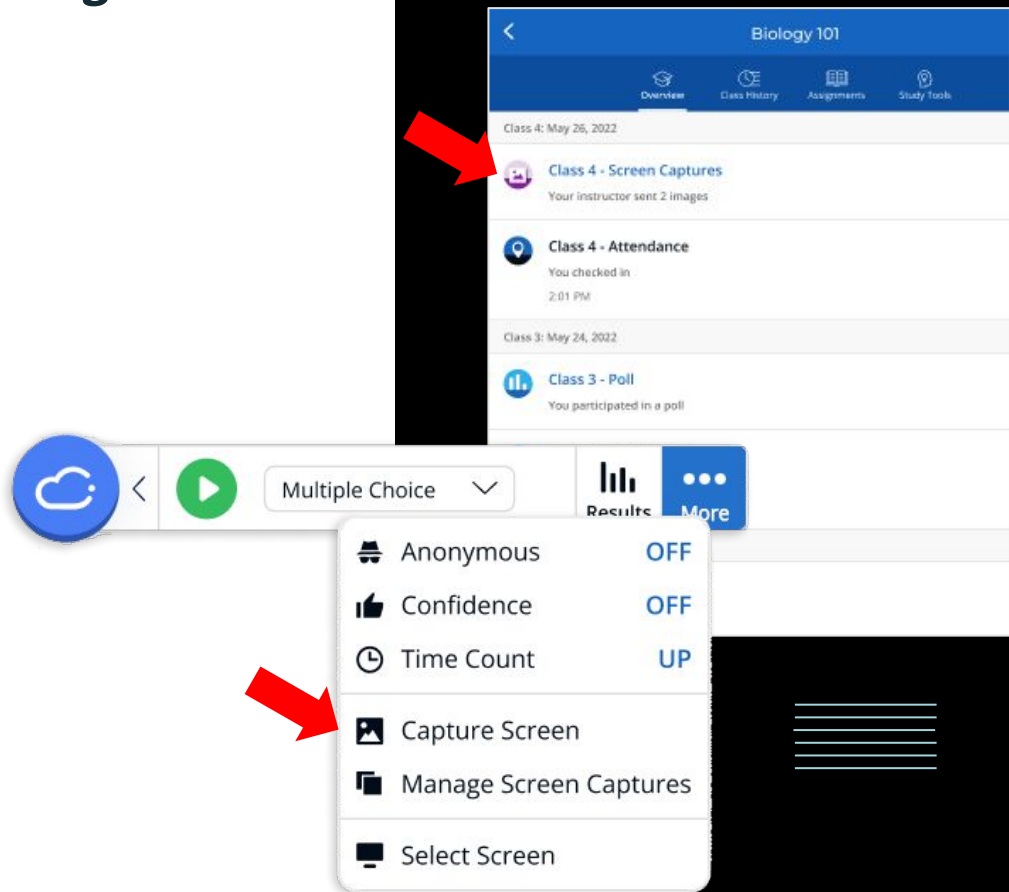 Biology 101
Overview Class History Assignments Study Tools
Class 4: May 26, 2022
Class 4 - Screen Captures
Your instructor sent 2 images
Class 4 - Attendance
You checked in
2:01 PM
Class 3: May 24, 2022
Class 3 - Poll
You participated in a poll
Multiple Choice
Results
More
Anonymous OFF
Confidence OFF
Time Count UP
Capture Screen
Manage Screen Captures
Select Screen